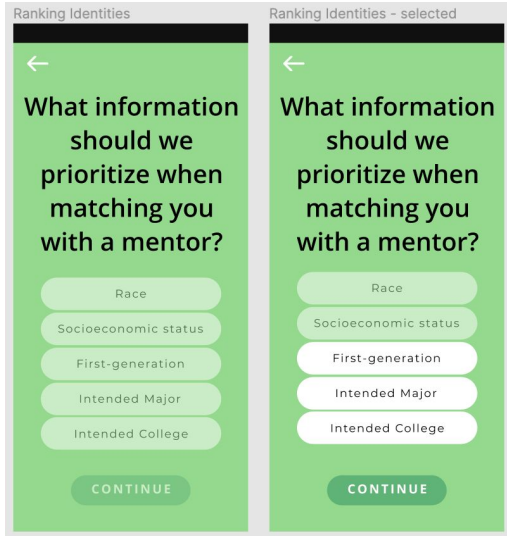 Ranking Identities
What information
should we
prioritize when
matching you
with a mentor?
Race
Socioeconomic status
First-generation
Intended Major
Intended College
CONTINUE
Ranking Identities - selected
What information
should we
prioritize when
matching you
with a mentor?
Race
Socioeconomic status
First-generation
Intended Major
Intended College
CONTINUE